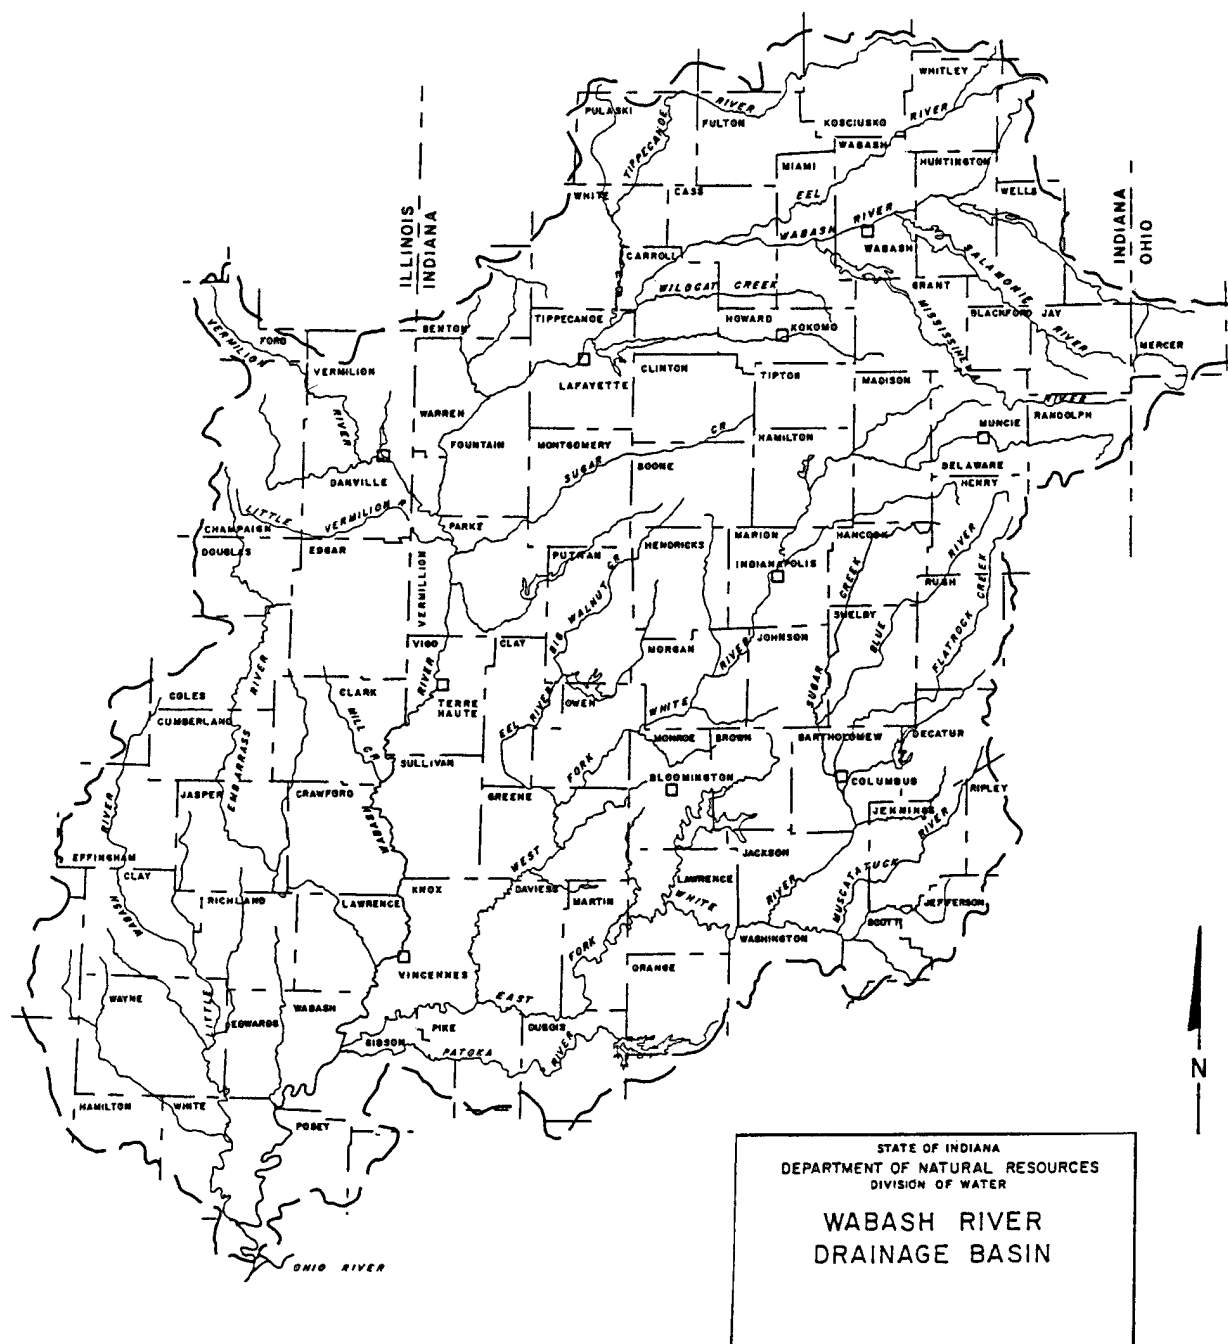 WHITLEY
PULASKI
RIVER
FULTON
TIPPECANOE
KOSCIUSKO
RIVER
WABASH
MIAMI
HUNTINGTON
WHITE
CASS
EEL
WELLS
ILLINOIS
INDIANA
INDIANA
OHIO
WABASH
RIVER
WABASH
CARROLL
SALAMONIE
RIVER
WILDCAT CREEK
GRANT
MISSISSINEWA
BLACKFORD
JAY
VERMILION
FORD
BENTON
TIPPECANOE
HOWARD
KOKOMO
MERCER
VERMILION
RIVER
LAFAYETTE
CLINTON
TIPTON
MADISON
RIVER
RANDOLPH
WARREN
FOUNTAIN
MONTGOMERY
SUGAR
CR
HAMILTON
MUNCIE
BOONE
DELAWARE
HENRY
DANVILLE
LITTLE
VERMILION R
CHAMPAIGN
DOUGLAS
EDGAR
PARKE
VERMILLION
PUTMAN
HENDRICKS
MARION
HANCOCK
RIVER
INDIANAPOLIS
RUSH
CREEK
BIG WALNUT CR
CREEK
SHELBY
BLUE
FLATROCK
VIGO
CLAY
MORGAN
JOHNSON
RIVER
SUGAR
RIVER
RIVER
COLES
CUMBERLAND
CLARK
MILL CR
TERRE
HAUTE
EEL
RIVER
OWEN
WHITE
MONROE
BROWN
BARTHOLOMEW
DECATUR
SULLIVAN
FORK
BLOOMINGTON
COLUMBUS
EMBARRASS
JASPER
CRAWFORD
GREENE
RIPLEY
JENNINGS
RIVER
RIVER
WABASH
EFFINGHAM
CLAY
WEST
JACKSON
MUSCATATUCK
RICHLAND
LAWRENCE
KNOX
DAVIESS
MARTIN
LAWRENCE
WHITE
RIVER
JEFFERSON
SCOTT
WABASH
WASHINGTON
FORK
VINCENNES
ORANGE
WAYNE
LITTLE
EDWARDS
WABASH
EAST
PIKE
DUBOIS
GIBSON
PATOKA
RIVER
HAMILTON
WHITE
POSEY
N
OHIO RIVER
STATE OF INDIANA
DEPARTMENT OF NATURAL RESOURCES
DIVISION OF WATER
WABASH RIVER
DRAINAGE BASIN